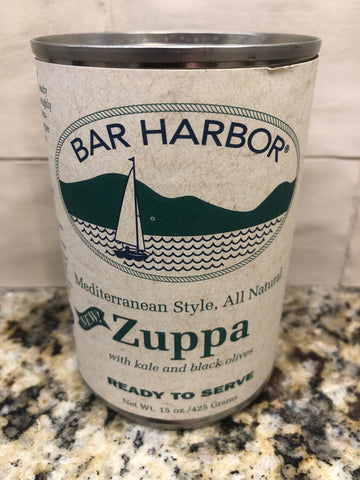 BAR HARBOR®
Mediterranean Style, All Natural
NEW!
Zuppa
with kale and black olives
READY TO SERVE
Net Wt. 15 oz./425 Grams